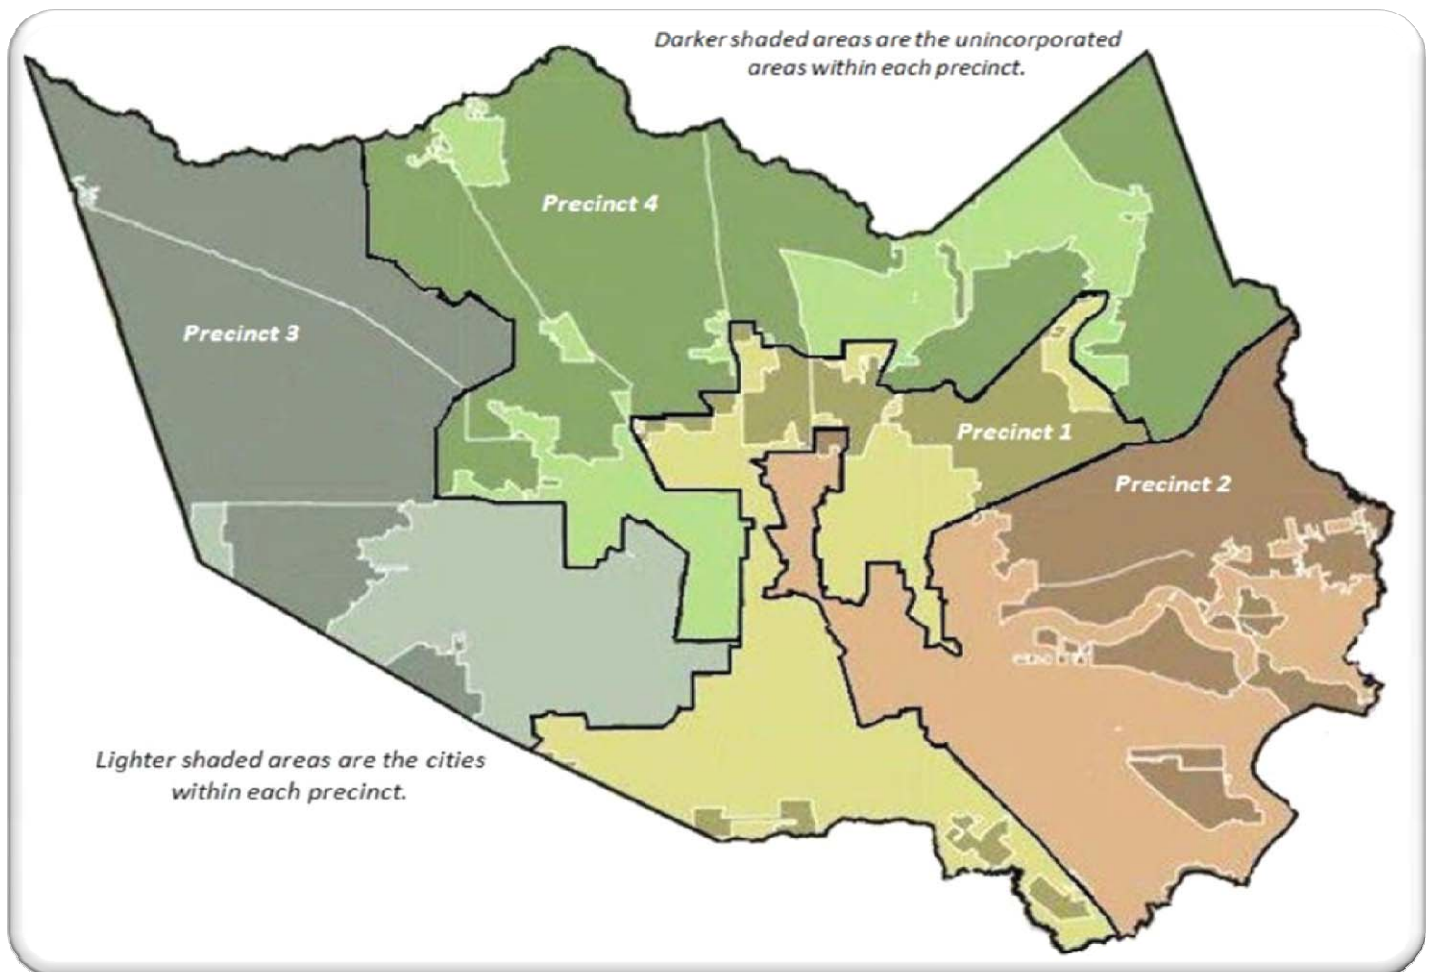 Darker shaded areas are the unincorporated
areas within each precinct.
Precinct 4
Precinct 3
Precinct 1
Precinct 2
Lighter shaded areas are the cities
within each precinct.